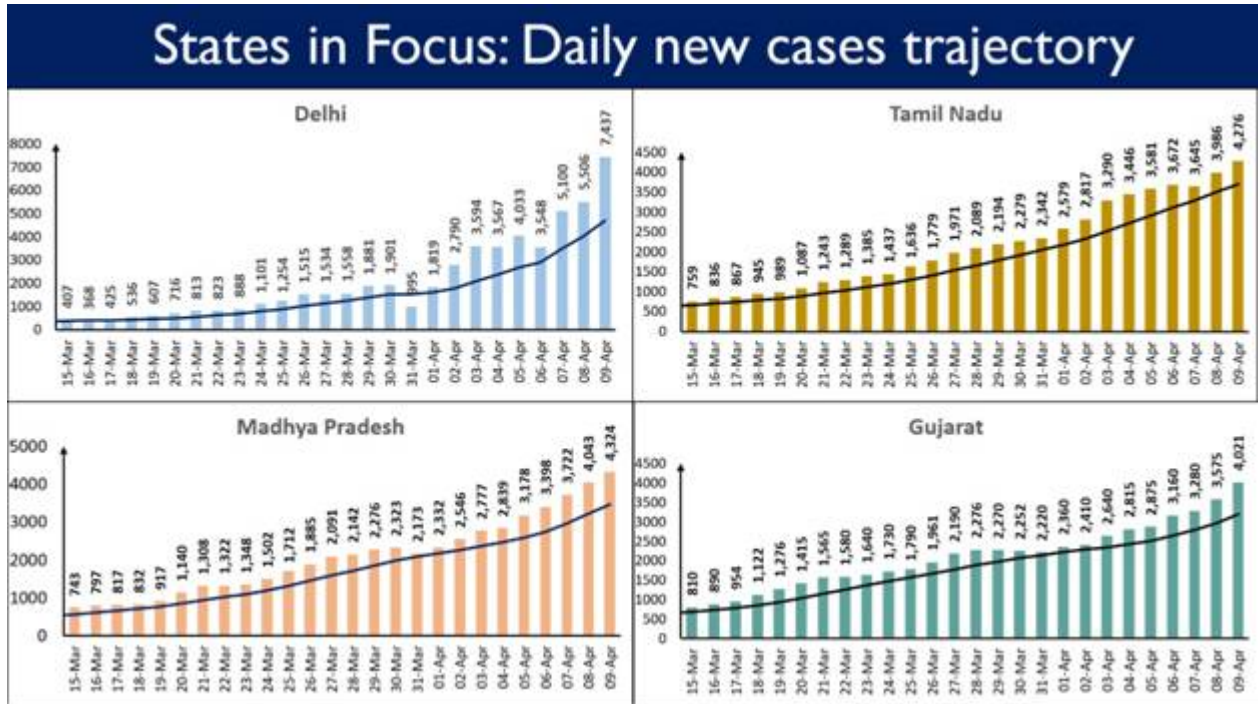 States in Focus: Daily new cases trajectory
Delhi
8000
7000
6000
5000
4000
3000
2000
1000
0
407 368 425 536 607 716 813 823 888 1,101 1,254 1,515 1,534 1,558 1,881 1,901 995 1,819 2,790 3,594 3,567 4,033 3,548 5,100 5,506 7,437
15-Mar 16-Mar 17-Mar 18-Mar 19-Mar 20-Mar 21-Mar 22-Mar 23-Mar 24-Mar 25-Mar 26-Mar 27-Mar 28-Mar 29-Mar 30-Mar 31-Mar 01-Apr 02-Apr 03-Apr 04-Apr 05-Apr 06-Apr 07-Apr 08-Apr 09-Apr
Tamil Nadu
4500
4000
3500
3000
2500
2000
1500
1000
500
0
759 836 867 945 989 1,087 1,243 1,289 1,385 1,437 1,636 1,779 1,971 2,089 2,194 2,279 2,342 2,579 2,817 3,290 3,446 3,581 3,672 3,645 3,986 4,276
15-Mar 16-Mar 17-Mar 18-Mar 19-Mar 20-Mar 21-Mar 22-Mar 23-Mar 24-Mar 25-Mar 26-Mar 27-Mar 28-Mar 29-Mar 30-Mar 31-Mar 01-Apr 02-Apr 03-Apr 04-Apr 05-Apr 06-Apr 07-Apr 08-Apr 09-Apr
Madhya Pradesh
5000
4000
3000
2000
1000
0
743 797 817 832 917 1,140 1,308 1,322 1,348 1,502 1,712 1,885 2,091 2,142 2,276 2,323 2,173 2,332 2,546 2,777 2,839 3,178 3,398 3,722 4,043 4,324
15-Mar 16-Mar 17-Mar 18-Mar 19-Mar 20-Mar 21-Mar 22-Mar 23-Mar 24-Mar 25-Mar 26-Mar 27-Mar 28-Mar 29-Mar 30-Mar 31-Mar 01-Apr 02-Apr 03-Apr 04-Apr 05-Apr 06-Apr 07-Apr 08-Apr 09-Apr
Gujarat
4500
4000
3500
3000
2500
2000
1500
1000
500
0
810 890 954 1,122 1,276 1,415 1,565 1,580 1,640 1,730 1,790 1,961 2,190 2,276 2,270 2,252 2,220 2,360 2,410 2,640 2,815 2,875 3,160 3,280 3,575 4,021
15-Mar 16-Mar 17-Mar 18-Mar 19-Mar 20-Mar 21-Mar 22-Mar 23-Mar 24-Mar 25-Mar 26-Mar 27-Mar 28-Mar 29-Mar 30-Mar 31-Mar 01-Apr 02-Apr 03-Apr 04-Apr 05-Apr 06-Apr 07-Apr 08-Apr 09-Apr